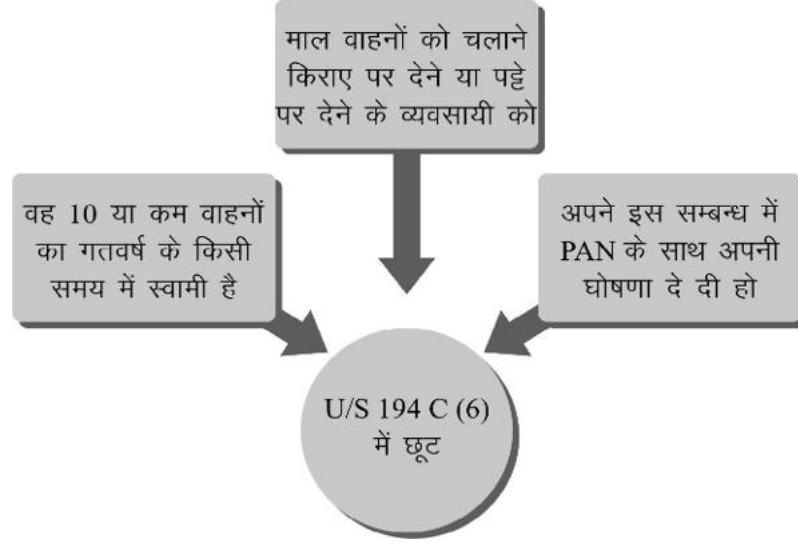 माल वाहनों को चलाने
किराए पर देने या पट्टे
पर देने के व्यवसायी को
वह 10 या कम वाहनों
का गतवर्ष के किसी
समय में स्वामी है
अपने इस सम्बन्ध में
PAN के साथ अपनी
घोषणा दे दी हो
U/S 194 C (6)
में छूट